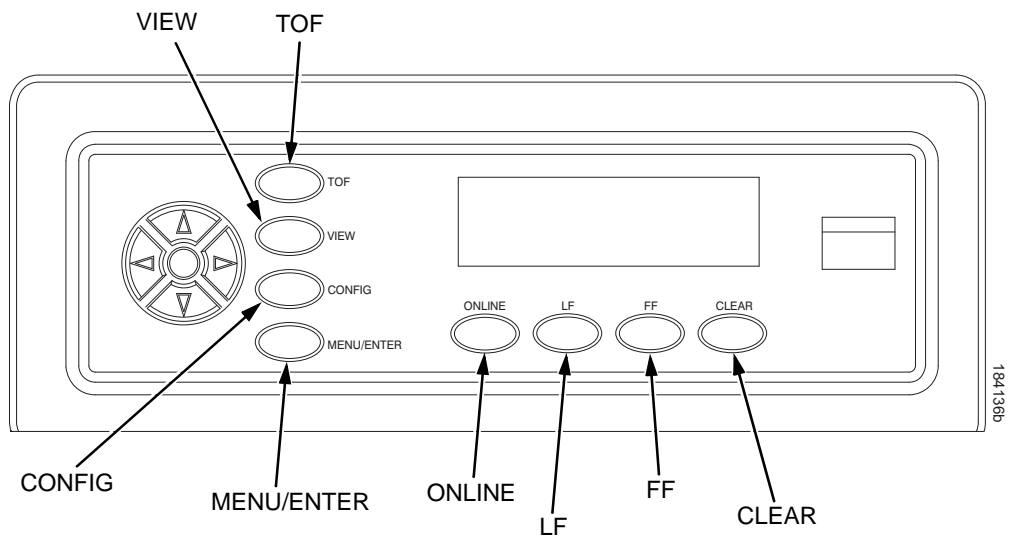 VIEW
TOF
TOF
VIEW
CONFIG
MENU/ENTER
ONLINE
LF
FF
CLEAR
184136b
CONFIG
MENU/ENTER
ONLINE
LF
FF
CLEAR